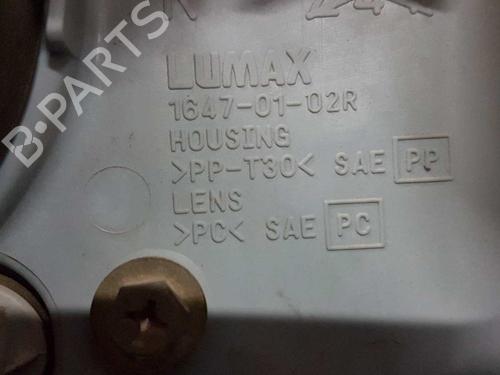 B-PARTS
LUMAX
1647-01-02R
HOUSING
>PP-T30< SAE PP
LENS
>PC< SAE PC